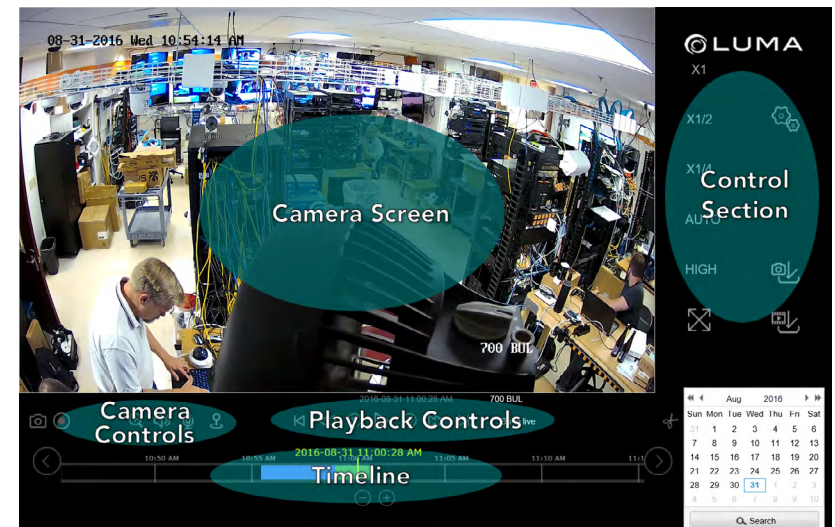 08-31-2016 Wed 10:54:14 AM
LUMA
X1
X1/2
X1/4
Control
Section
AUTO
HIGH
Camera Screen
700 BUL
2016-08-31 11:00:28 AM 700 BUL
Camera
Controls
Playback Controls
live
2016-08-31 11:00:28 AM
10:50 AM 10:55 AM 11:00 AM 11:05 AM 11:10 AM 11:1
Timeline
Aug 2016
Sun Mon Tue Wed Thu Fri Sat
31 1 2 3 4 5 6
7 8 9 10 11 12 13
14 15 16 17 18 19 20
21 22 23 24 25 26 27
28 29 30 31 1 2 3
4 5 6 7 8 9 10
Search